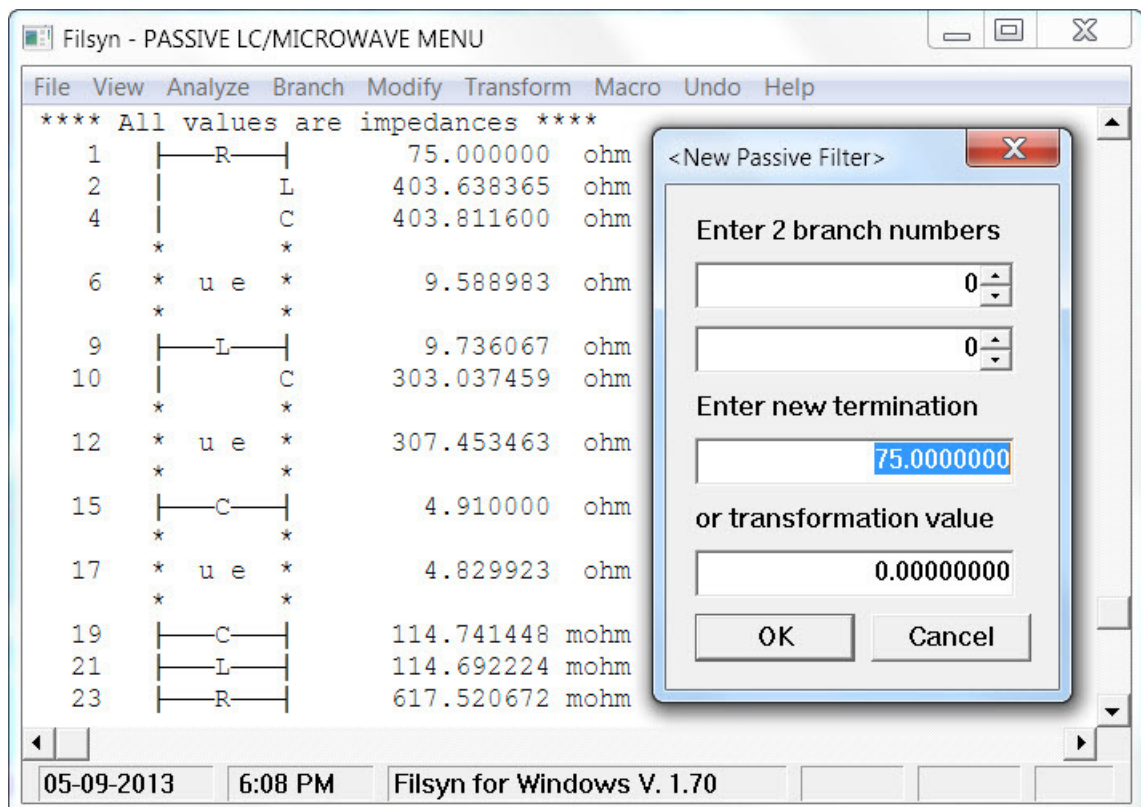 Filsyn - PASSIVE LC/MICROWAVE MENU
File View Analyze Branch Modify Transform Macro Undo Help
**** All values are impedances ****
1 ├──R──┤ 75.000000 ohm
2 │ L 403.638365 ohm
4 │ C 403.811600 ohm
* *
6 * u e * 9.588983 ohm
* *
9 ├──L──┤ 9.736067 ohm
10 │ C 303.037459 ohm
* *
12 * u e * 307.453463 ohm
* *
15 ├──C──┤ 4.910000 ohm
* *
17 * u e * 4.829923 ohm
* *
19 ├──C──┤ 114.741448 mohm
21 ├──L──┤ 114.692224 mohm
23 ├──R──┤ 617.520672 mohm
<New Passive Filter>
Enter 2 branch numbers
0
0
Enter new termination
75.0000000
or transformation value
0.00000000
OK Cancel
05-09-2013 6:08 PM Filsyn for Windows V. 1.70